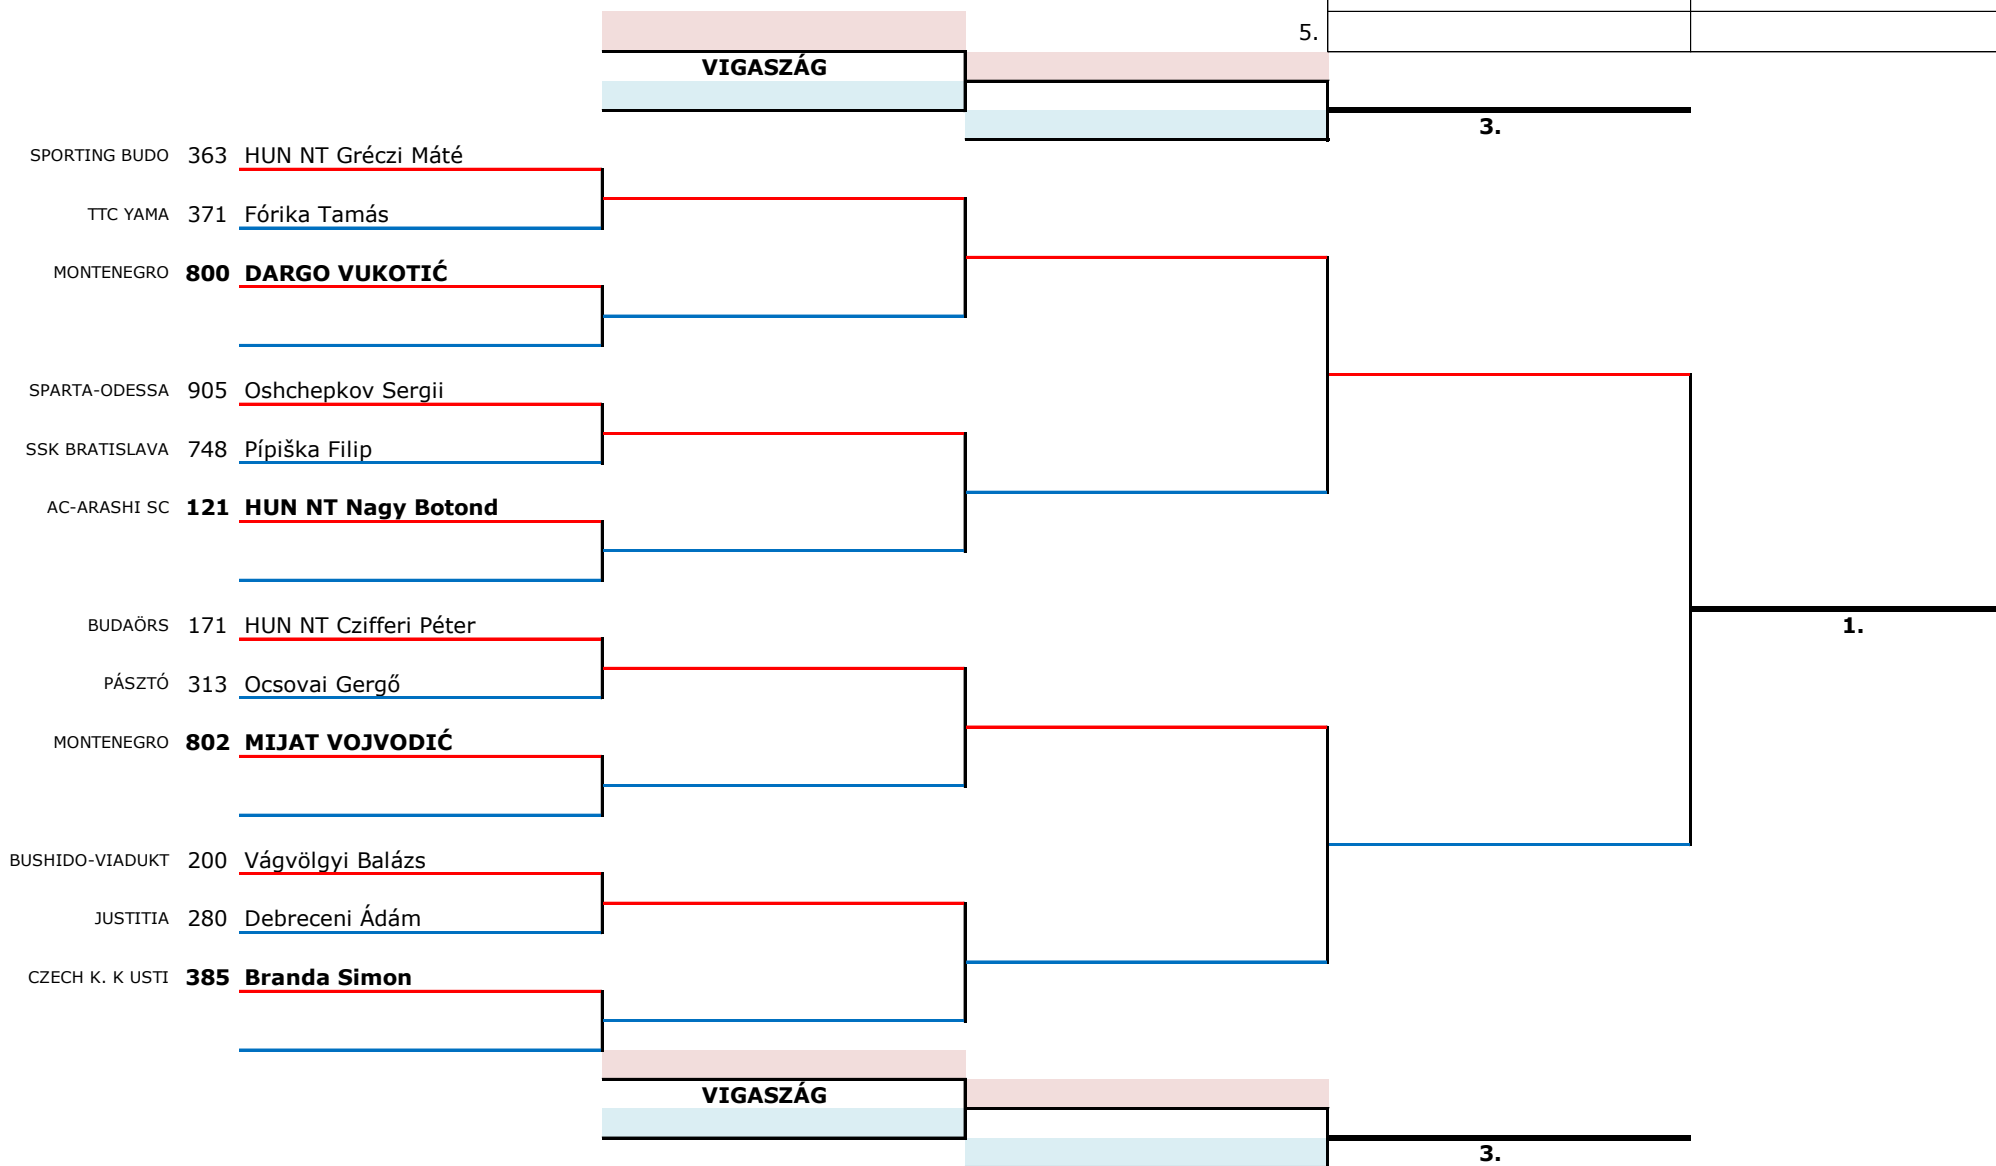 5.
VIGASZÁG
3.
SPORTING BUDO 363 HUN NT Gréczi Máté
TTC YAMA 371 Fórika Tamás
MONTENEGRO 800 DARGO VUKOTIĆ
SPARTA-ODESSA 905 Oshchepkov Sergii
SSK BRATISLAVA 748 Pípiška Filip
AC-ARASHI SC 121 HUN NT Nagy Botond
BUDAÖRS 171 HUN NT Czifferi Péter
1.
PÁSZTÓ 313 Ocsovai Gergő
MONTENEGRO 802 MIJAT VOJVODIĆ
BUSHIDO-VIADUKT 200 Vágvölgyi Balázs
JUSTITIA 280 Debreceni Ádám
CZECH K. K USTI 385 Branda Simon
VIGASZÁG
3.